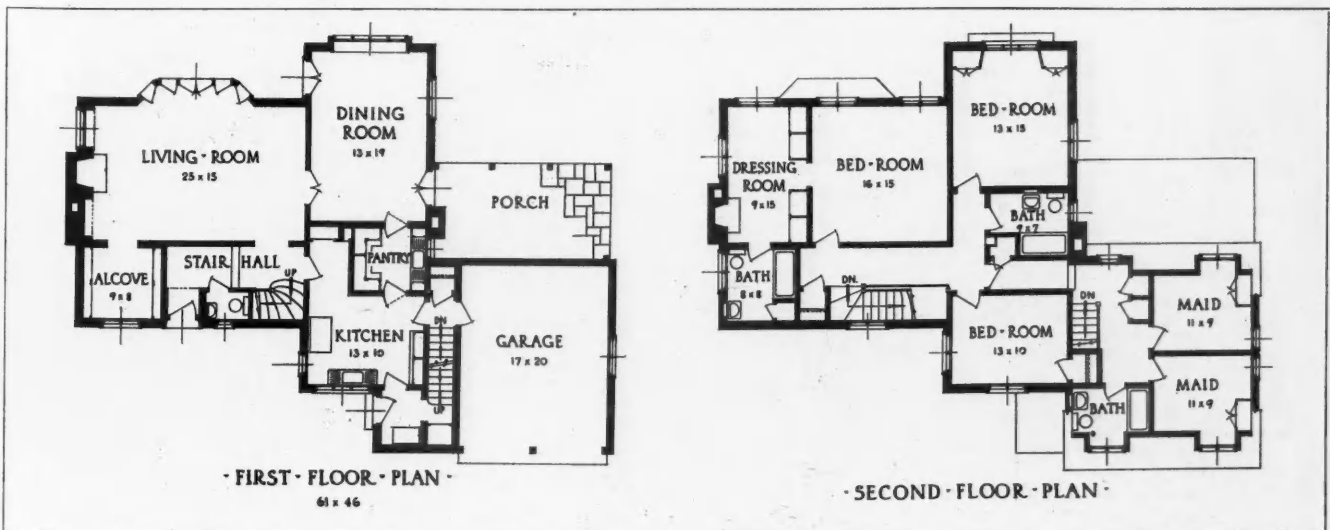 LIVING-ROOM
25 x 15
DINING
ROOM
13 x 19
PORCH
ALCOVE
9 x 8
STAIR HALL
UP
PANTRY
KITCHEN
13 x 10
DN
UP
GARAGE
17 x 20
-FIRST-FLOOR-PLAN-
61 x 46
DRESSING
ROOM
9 x 15
BED-ROOM
16 x 15
BED-ROOM
13 x 15
BATH
9 x 7
BATH
8 x 8
DN.
BED-ROOM
13 x 10
DN
MAID
11 x 9
MAID
11 x 9
BATH
-SECOND-FLOOR-PLAN-